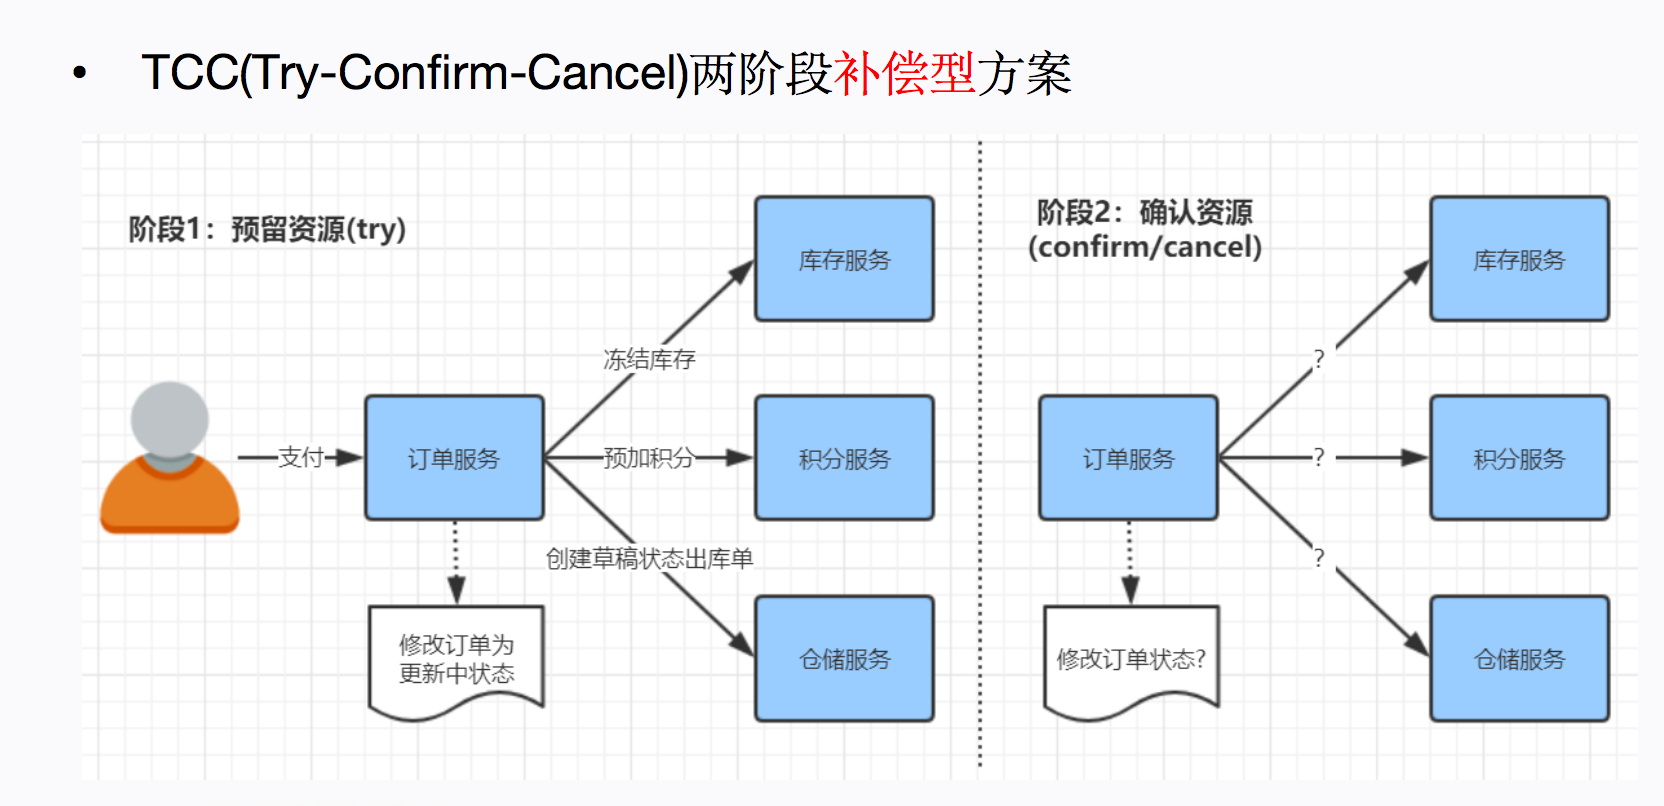 • TCC(Try-Confirm-Cancel)两阶段补偿型方案
阶段1：预留资源(try)
库存服务
冻结库存
支付
订单服务
预加积分
积分服务
创建草稿状态出库单
修改订单为
更新中状态
仓储服务
阶段2：确认资源
(confirm/cancel)
库存服务
?
订单服务
?
积分服务
?
修改订单状态?
仓储服务